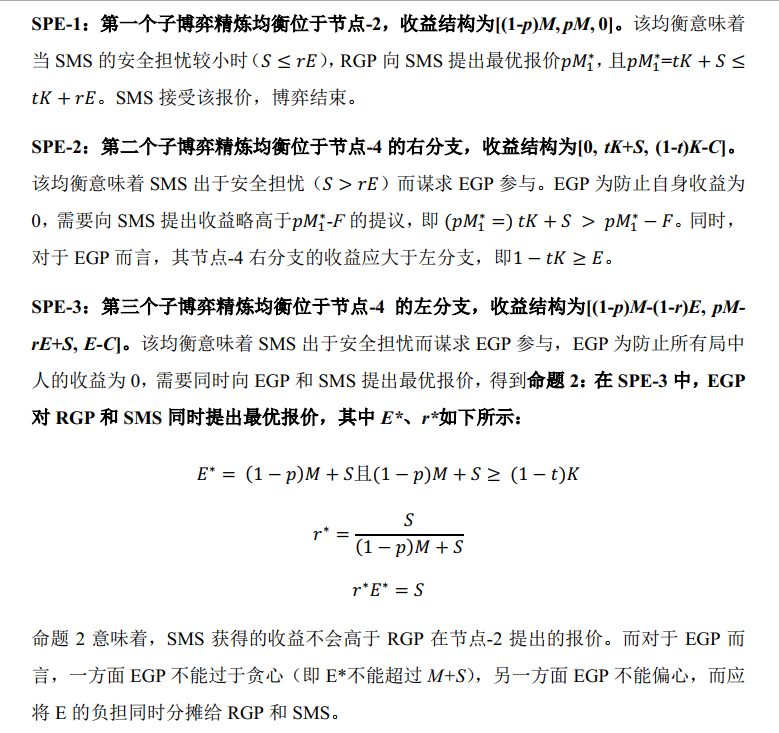 SPE-1：第一个子博弈精炼均衡位于节点-2，收益结构为[(1-p)M, pM, 0]。该均衡意味着
当 SMS 的安全担忧较小时（S ≤ rE），RGP 向 SMS 提出最优报价pM₁*，且pM₁*=tK + S ≤
tK + rE。SMS 接受该报价，博弈结束。
SPE-2：第二个子博弈精炼均衡位于节点-4 的右分支，收益结构为[0, tK+S, (1-t)K-C]。
该均衡意味着 SMS 出于安全担忧（S > rE）而谋求 EGP 参与。EGP 为防止自身收益为
0，需要向 SMS 提出收益略高于pM₁*-F 的提议，即 (pM₁* =) tK + S > pM₁* − F。同时，
对于 EGP 而言，其节点-4 右分支的收益应大于左分支，即1 − tK ≥ E。
SPE-3：第三个子博弈精炼均衡位于节点-4 的左分支，收益结构为[(1-p)M-(1-r)E, pM-
rE+S, E-C]。该均衡意味着 SMS 出于安全担忧而谋求 EGP 参与，EGP 为防止所有局中
人的收益为 0，需要同时向 EGP 和 SMS 提出最优报价，得到命题 2：在 SPE-3 中，EGP
对 RGP 和 SMS 同时提出最优报价，其中 E*、r*如下所示：
E* = (1 − p)M + S且(1 − p)M + S ≥ (1 − t)K
r* = S / ((1 − p)M + S)
r*E* = S
命题 2 意味着，SMS 获得的收益不会高于 RGP 在节点-2 提出的报价。而对于 EGP 而
言，一方面 EGP 不能过于贪心（即 E*不能超过 M+S），另一方面 EGP 不能偏心，而应
将 E 的负担同时分摊给 RGP 和 SMS。